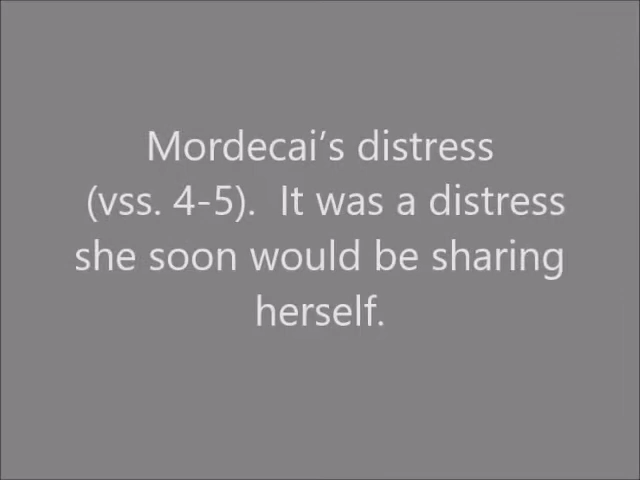 Mordecai’s distress
(vss. 4-5).  It was a distress
she soon would be sharing
herself.